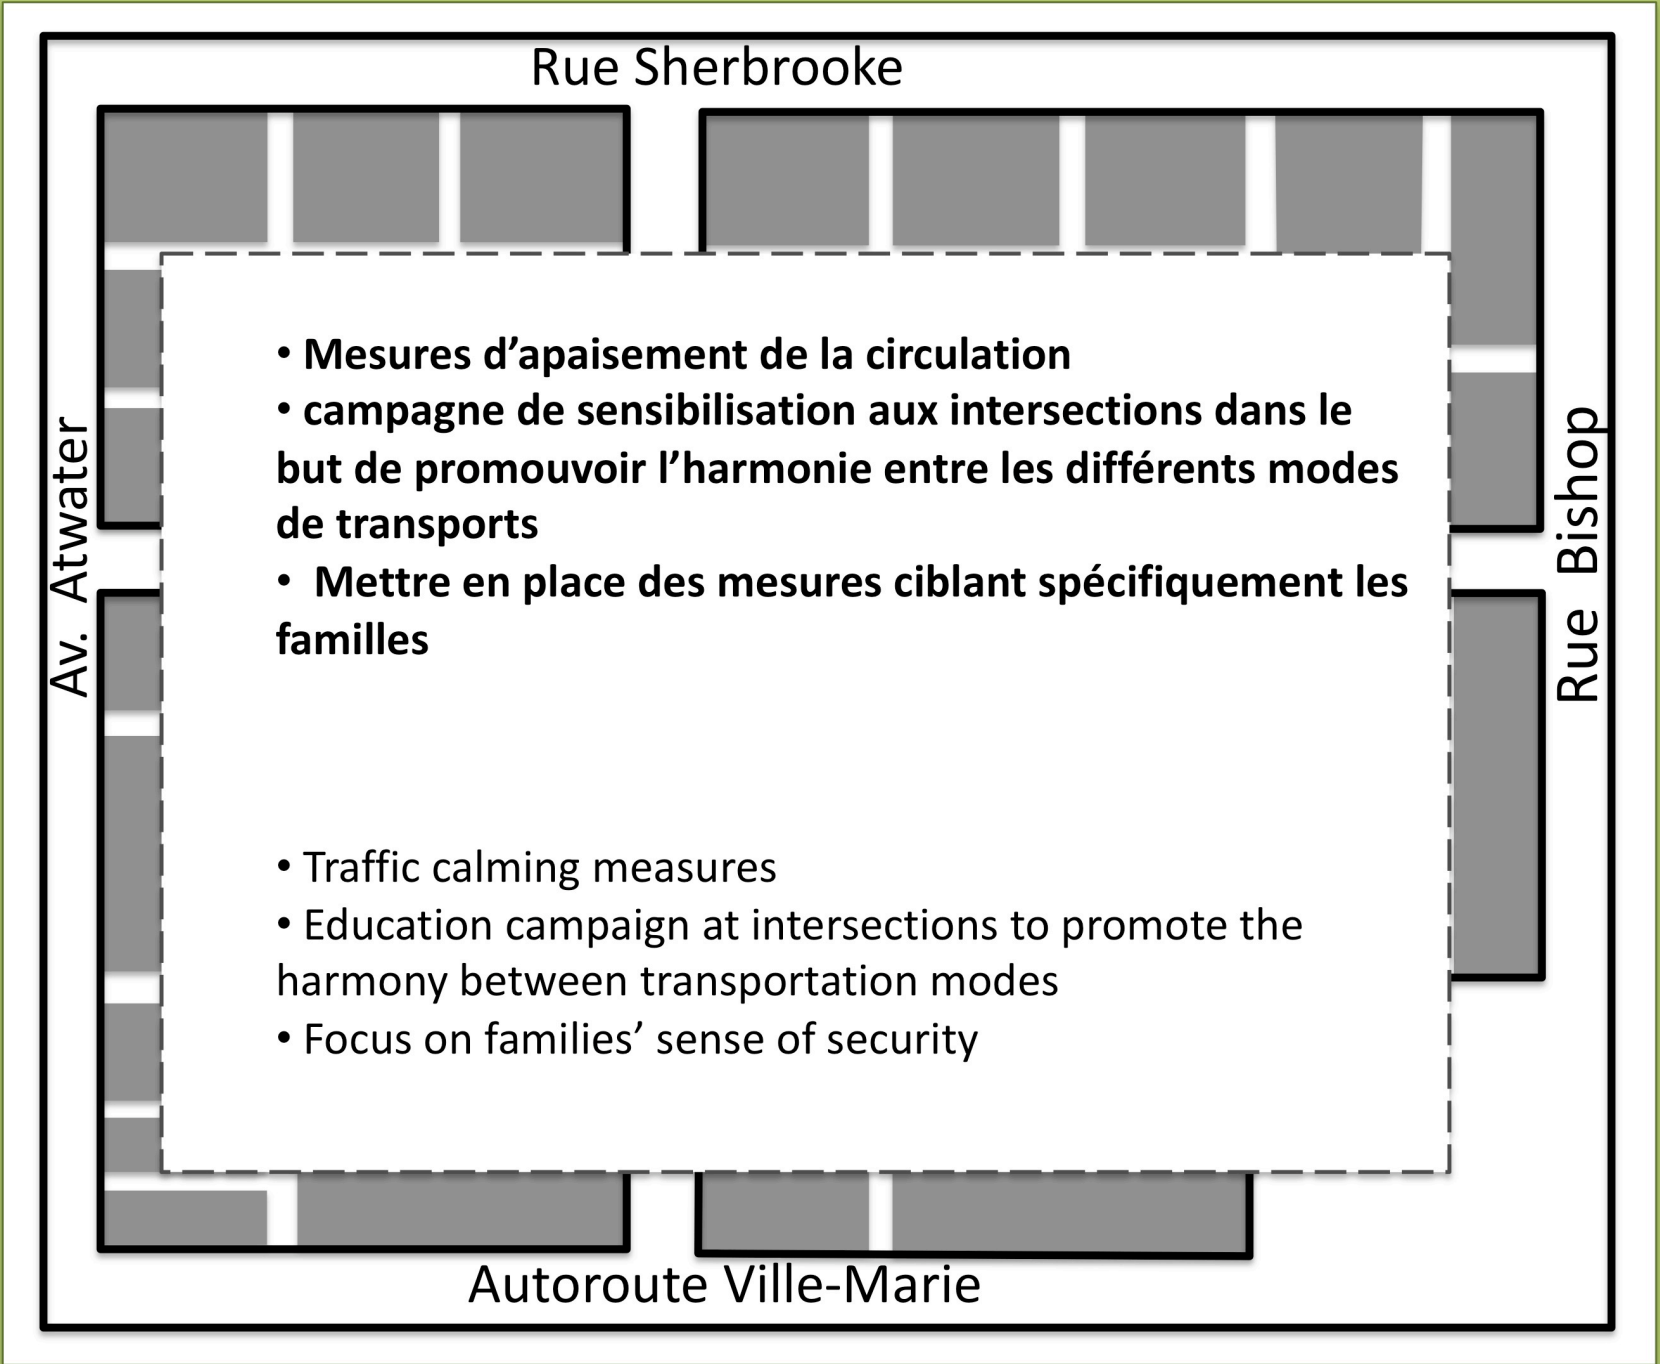 Rue Sherbrooke
Av. Atwater
• Mesures d’apaisement de la circulation
• campagne de sensibilisation aux intersections dans le
but de promouvoir l’harmonie entre les différents modes
de transports
• Mettre en place des mesures ciblant spécifiquement les
familles
• Traffic calming measures
• Education campaign at intersections to promote the
harmony between transportation modes
• Focus on families’ sense of security
Rue Bishop
Autoroute Ville-Marie